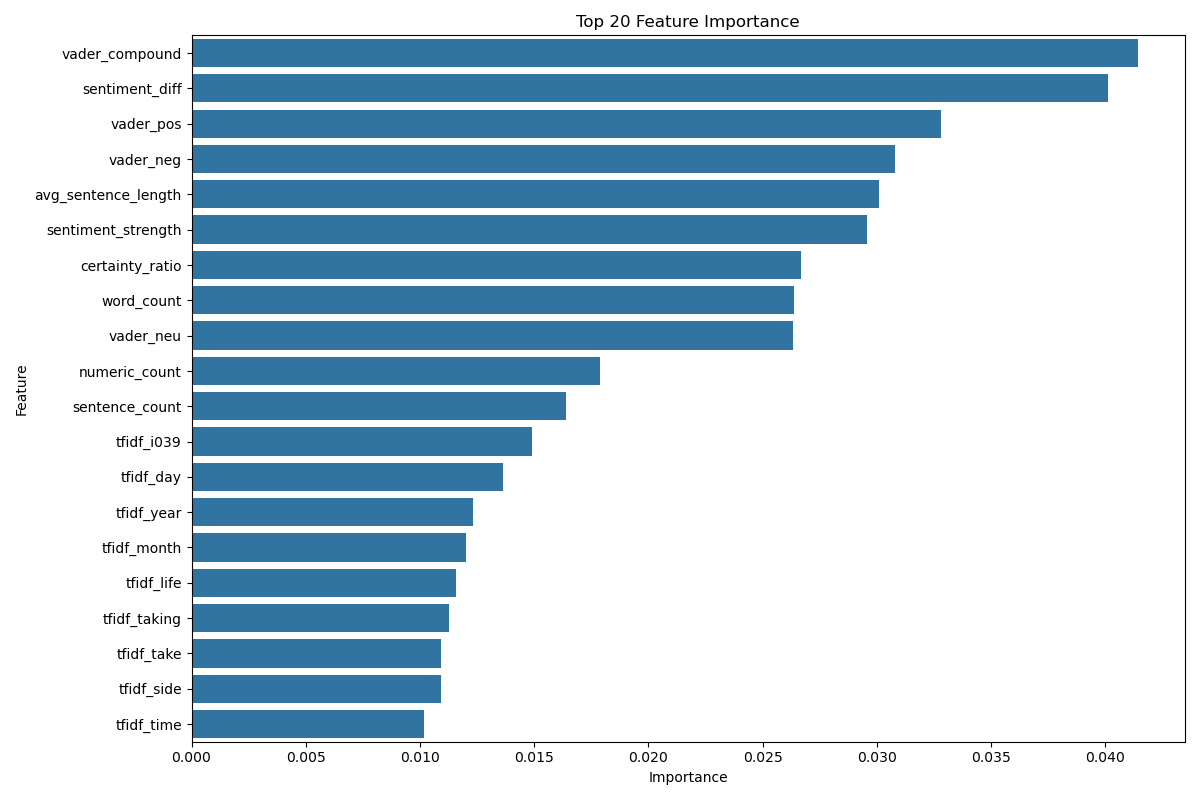 Top 20 Feature Importance
vader_compound
sentiment_diff
vader_pos
vader_neg
avg_sentence_length
sentiment_strength
certainty_ratio
word_count
vader_neu
numeric_count
sentence_count
tfidf_i039
tfidf_day
tfidf_year
tfidf_month
tfidf_life
tfidf_taking
tfidf_take
tfidf_side
tfidf_time
Feature
0.000 0.005 0.010 0.015 0.020 0.025 0.030 0.035 0.040
Importance